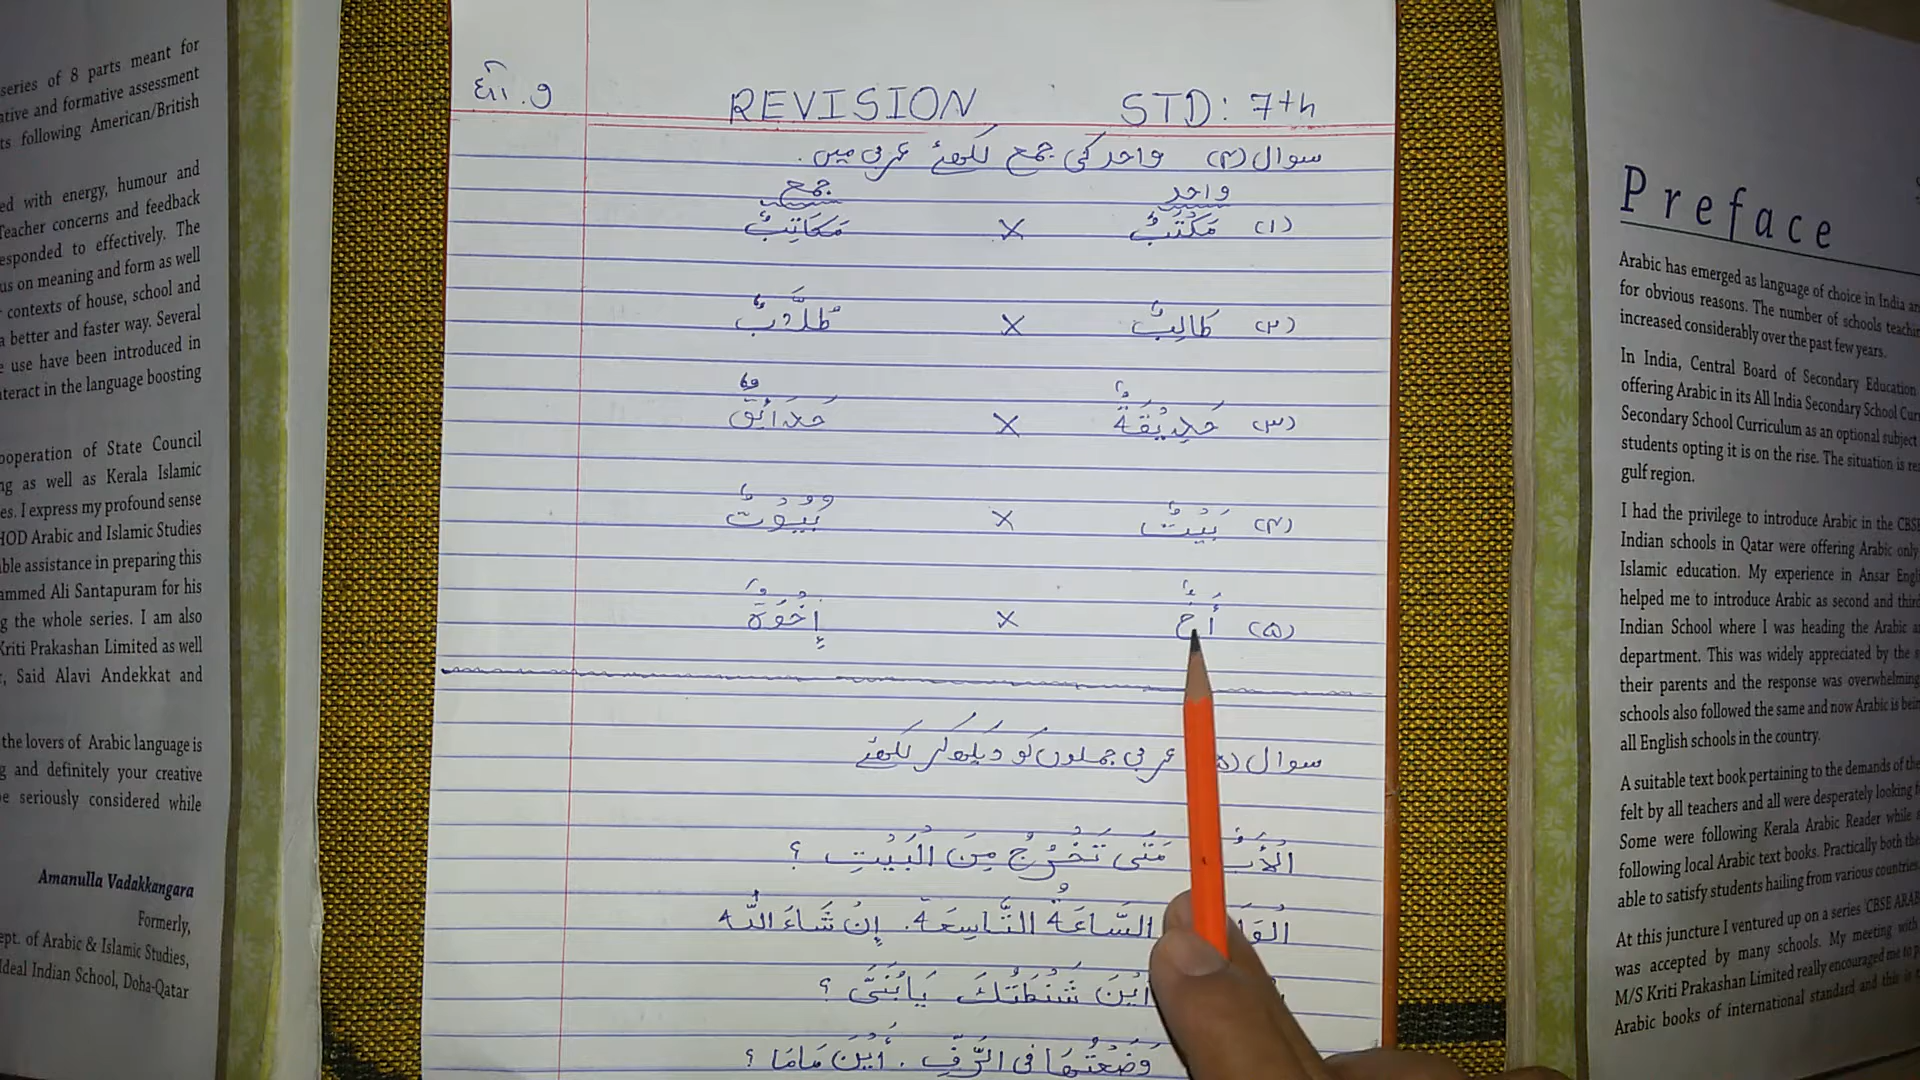 series of 8 parts meant for
ative and formative assessment
ts following American/British
ed with energy, humour and
Teacher concerns and feedback
esponded to effectively. The
us on meaning and form as well
contexts of house, school and
a better and faster way. Several
e use have been introduced in
nteract in the language boosting
ooperation of State Council
ng as well as Kerala Islamic
es. I express my profound sense
HOD Arabic and Islamic Studies
ble assistance in preparing this
ammed Ali Santapuram for his
g the whole series. I am also
Kriti Prakashan Limited as well
, Said Alavi Andekkat and
the lovers of Arabic language is
g and definitely your creative
e seriously considered while
Amanulla Vadakkangara
Formerly,
ept. of Arabic & Islamic Studies,
Ideal Indian School, Doha-Qatar
REVISION STD: 7th
سوال (۴) واحد کی جمع لکھئے عربی میں.
واحد جمع
(۱) مَكْتَبٌ × مَكَاتِبٌ
(۲) طَالِبٌ × طُلَّابٌ
(۳) حَدِيْقَةٌ × حَدَائِقٌ
(۴) بَيْتٌ × بُيُوْتٌ
(۵) أَخٌ × إِخْوَةٌ
سوال (۵ عربی جملوں کو دیکھ کر لکھئے
اَلْأَبُ مَتَى تَخْرُجُ مِنَ الْبَيْتِ ؟
السَّاعَةُ التَّاسِعَة. إِنْ شَاءَ اللّٰه
أَيْنَ شَنْطَتُكَ يَا بُنَيَّ ؟
وَضَعْتُهَا فِى الرَّفِّ . أَيْنَ مَامَا ؟
Preface
Arabic has emerged as language of choice in India an
for obvious reasons. The number of schools teachin
increased considerably over the past few years.
In India, Central Board of Secondary Education
offering Arabic in its All India Secondary School Curr
Secondary School Curriculum as an optional subject
students opting it is on the rise. The situation is re
gulf region.
I had the privilege to introduce Arabic in the CBSE
Indian schools in Qatar were offering Arabic only
Islamic education. My experience in Ansar Engl
helped me to introduce Arabic as second and third
Indian School where I was heading the Arabic a
department. This was widely appreciated by the s
their parents and the response was overwhelming
schools also followed the same and now Arabic is bein
all English schools in the country.
A suitable text book pertaining to the demands of the
felt by all teachers and all were desperately looking f
Some were following Kerala Arabic Reader while
following local Arabic text books. Practically both the
able to satisfy students hailing from various countries
At this juncture I ventured up on a series 'CBSE ARAB
was accepted by many schools. My meeting with
M/S Kriti Prakashan Limited really encouraged me to p
Arabic books of international standard and this is t